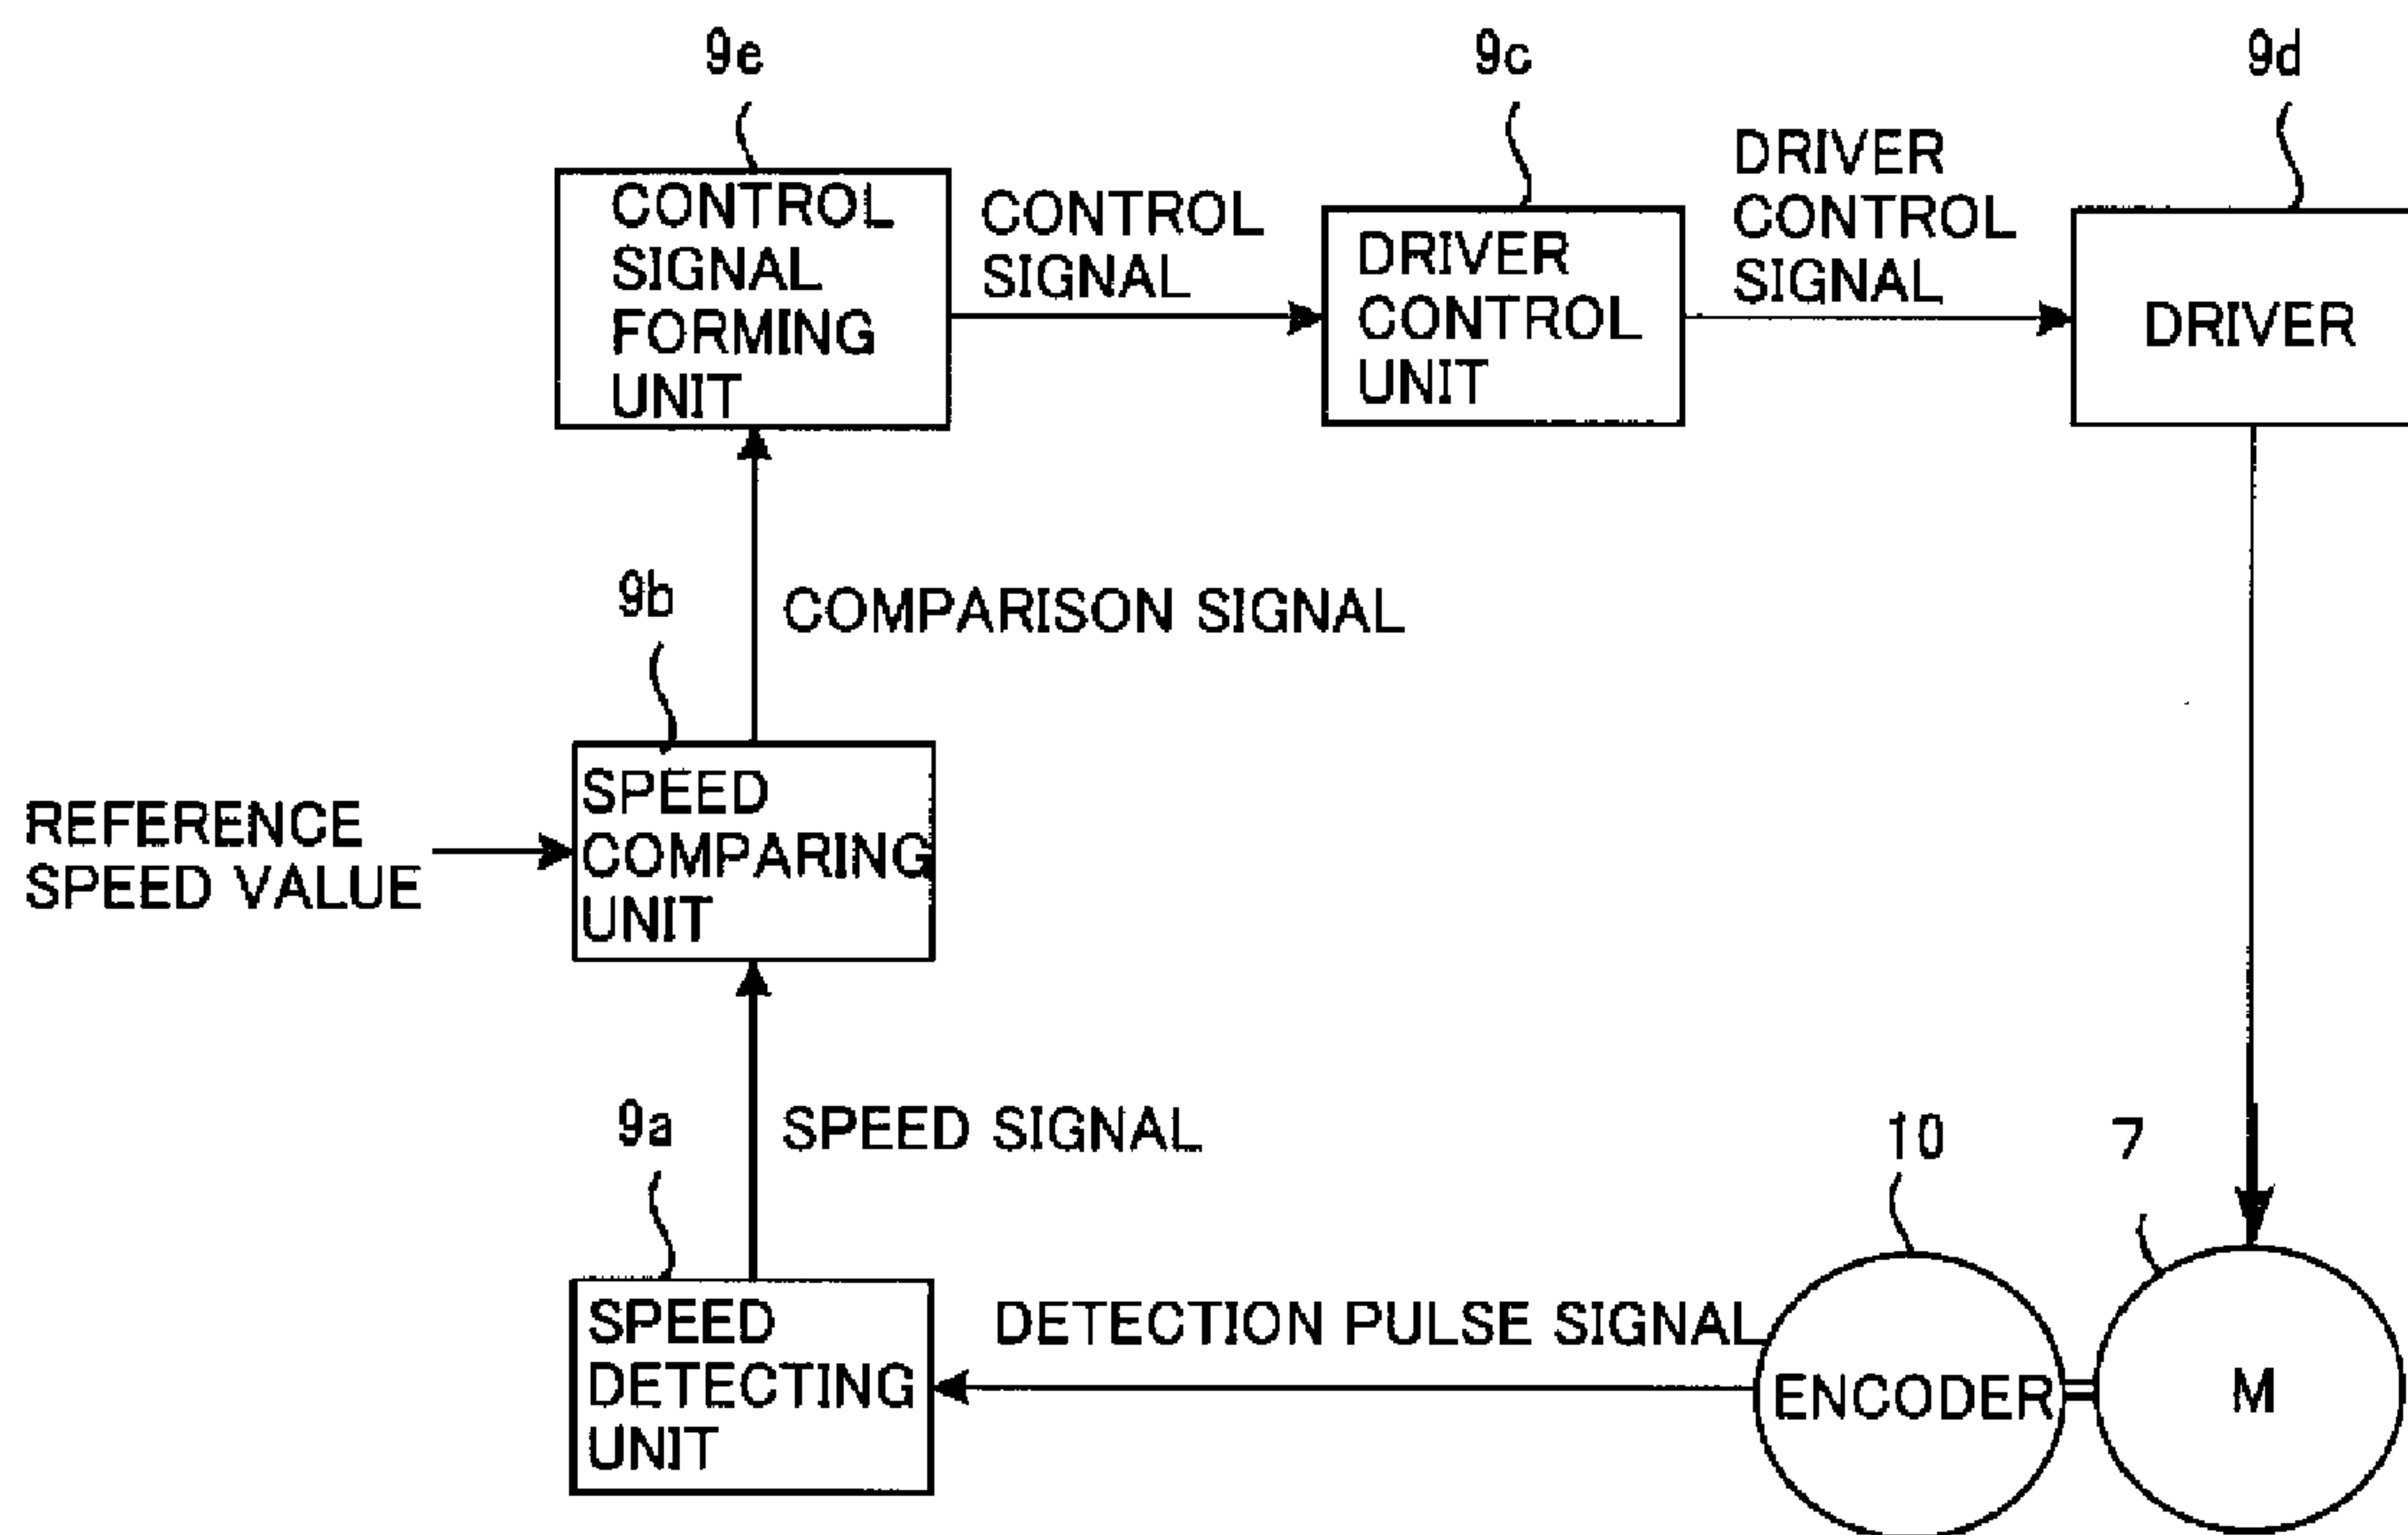 9e
9c
9d
CONTROL
SIGNAL
FORMING
UNIT
CONTROL
SIGNAL
DRIVER
CONTROL
UNIT
DRIVER
CONTROL
SIGNAL
DRIVER
9b
COMPARISON SIGNAL
REFERENCE
SPEED VALUE
SPEED
COMPARING
UNIT
9a
SPEED SIGNAL
10
7
SPEED
DETECTING
UNIT
DETECTION PULSE SIGNAL
ENCODER
M